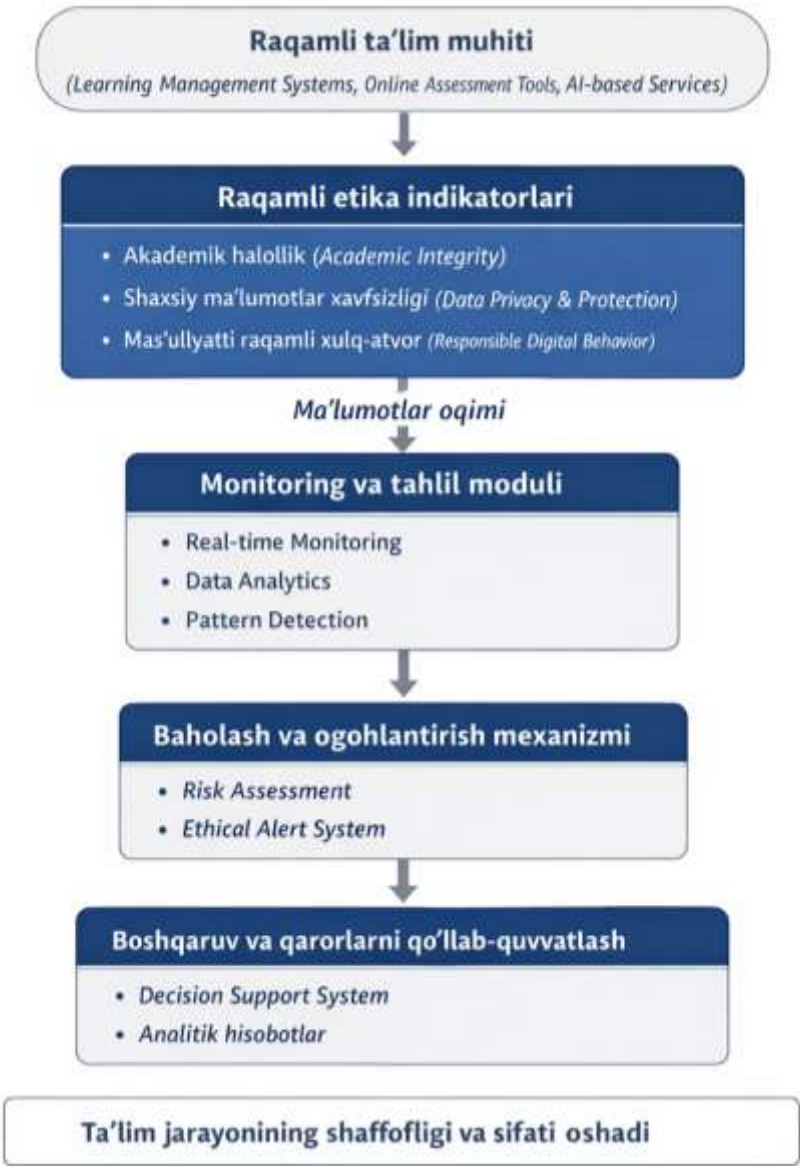 Raqamli ta'lim muhiti
(Learning Management Systems, Online Assessment Tools, AI-based Services)
Raqamli etika indikatorlari
• Akademik halollik (Academic Integrity)
• Shaxsiy ma'lumotlar xavfsizligi (Data Privacy & Protection)
• Mas'ullyatti raqamli xulq-atvor (Responsible Digital Behavior)
Ma'lumotlar oqimi
Monitoring va tahlil moduli
• Real-time Monitoring
• Data Analytics
• Pattern Detection
Baholash va ogohlantirish mexanizmi
• Risk Assessment
• Ethical Alert System
Boshqaruv va qarorlarni qo'llab-quvvatlash
• Decision Support System
• Analitik hisobotlar
Ta'lim jarayonining shaffofligi va sifati oshadi